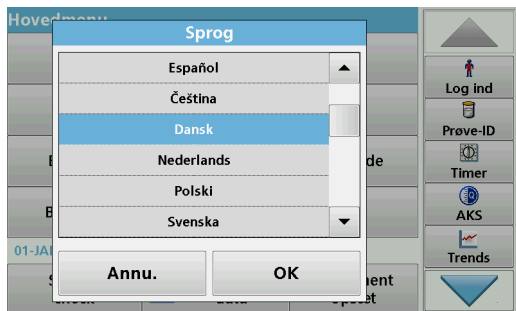 Hovedmenu
Sprog
Español
Čeština
Dansk
Nederlands
Polski
Svenska
Annu.
OK
01-JA
Log ind
Prøve-ID
Timer
AKS
Trends